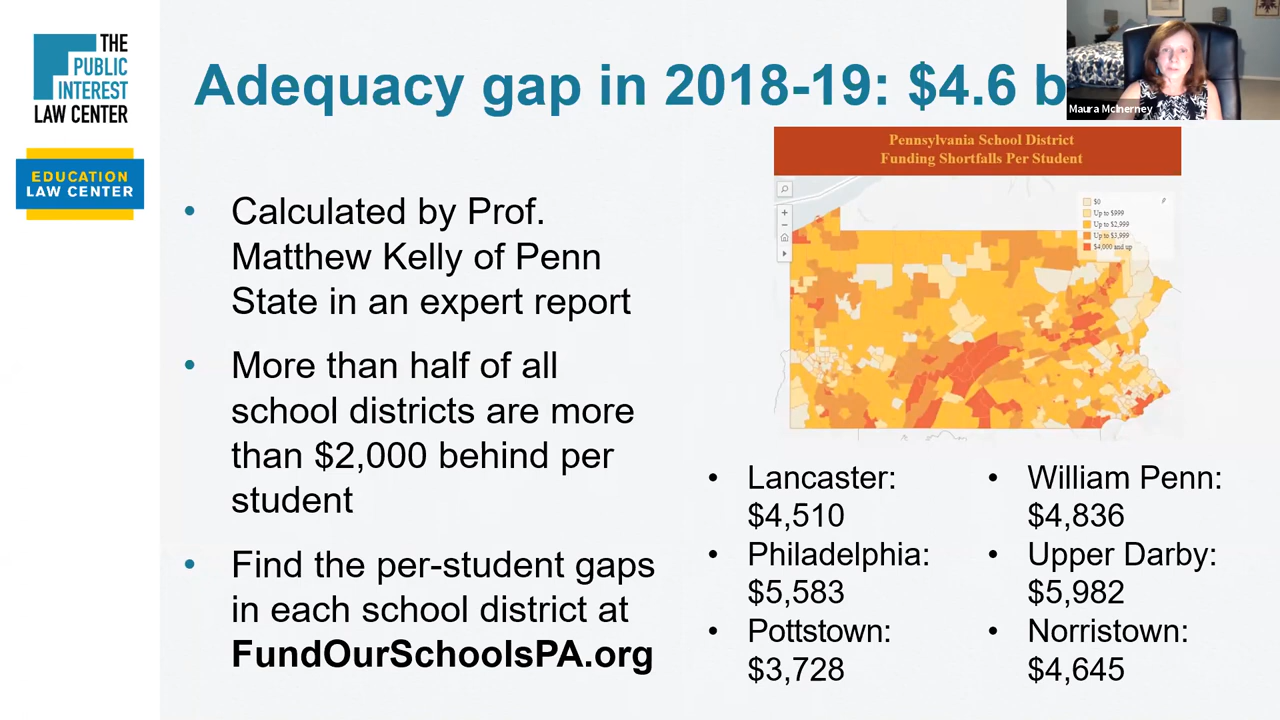 THE
PUBLIC
INTEREST
LAW CENTER
EDUCATION
LAW CENTER
Adequacy gap in 2018-19: $4.6 b
Maura McInerney
• Calculated by Prof.
Matthew Kelly of Penn
State in an expert report
• More than half of all
school districts are more
than $2,000 behind per
student
• Find the per-student gaps
in each school district at
FundOurSchoolsPA.org
Pennsylvania School District
Funding Shortfalls Per Student
$0
Up to $999
Up to $2,999
Up to $3,999
$4,000 and up
• Lancaster:
$4,510
• Philadelphia:
$5,583
• Pottstown:
$3,728
• William Penn:
$4,836
• Upper Darby:
$5,982
• Norristown:
$4,645